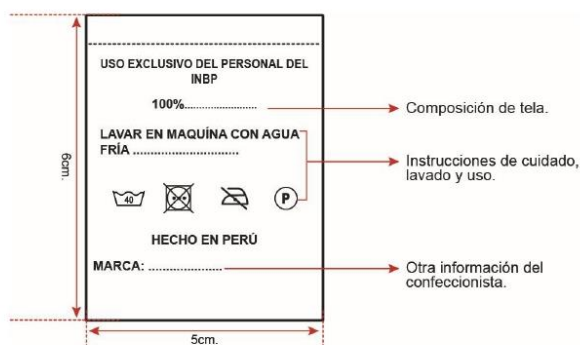 USO EXCLUSIVO DEL PERSONAL DEL
INBP
100%........................
Composición de tela.
LAVAR EN MAQUÍNA CON AGUA
FRÍA ................................
Instrucciones de cuidado,
lavado y uso.
40
P
HECHO EN PERÚ
MARCA: ......................
Otra información del
confeccionista.
6cm.
5cm.